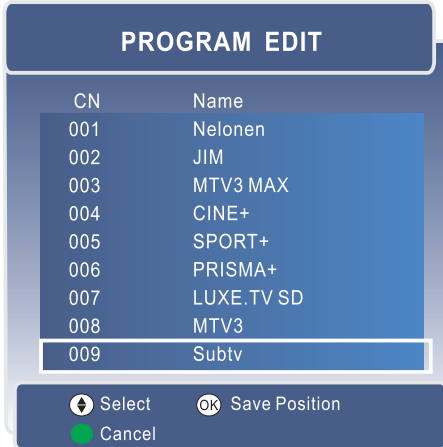 PROGRAM EDIT
CN Name
001 Nelonen
002 JIM
003 MTV3 MAX
004 CINE+
005 SPORT+
006 PRISMA+
007 LUXE.TV SD
008 MTV3
009 Subtv
Select OK Save Position
Cancel